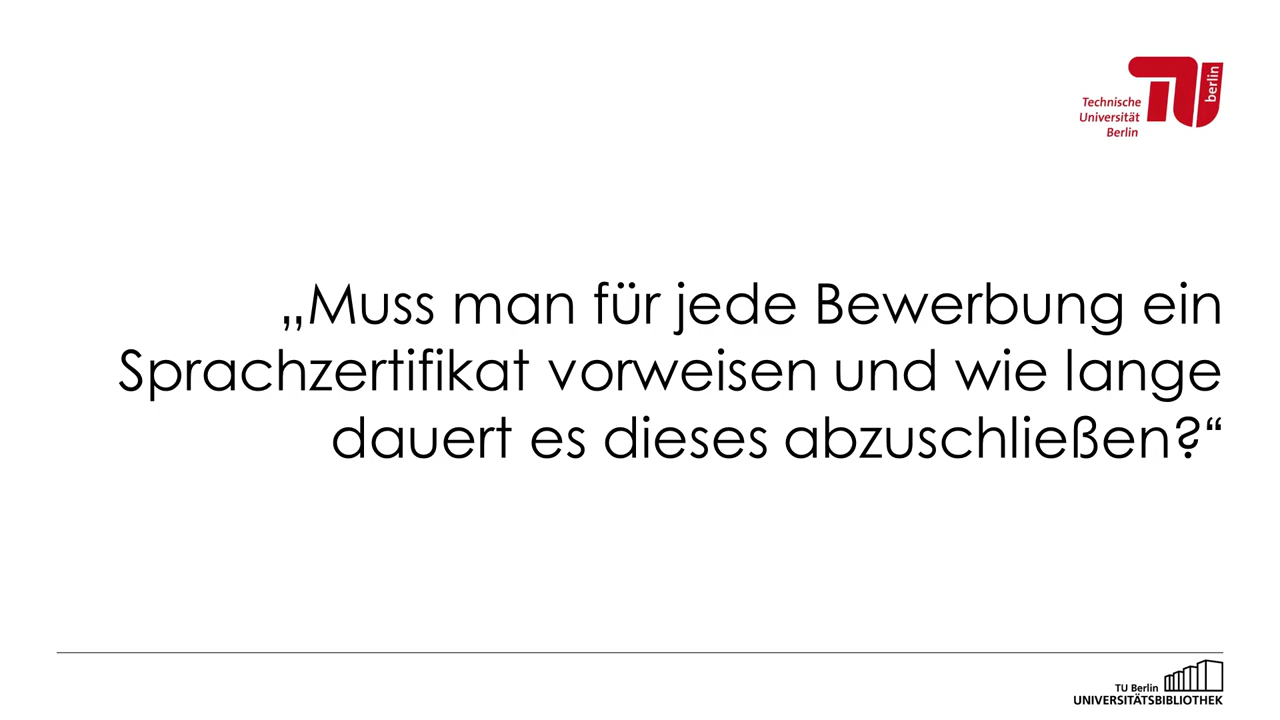 berlin
Technische
Universität
Berlin
„Muss man für jede Bewerbung ein
Sprachzertifikat vorweisen und wie lange
dauert es dieses abzuschließen?“
TU Berlin
UNIVERSITÄTSBIBLIOTHEK